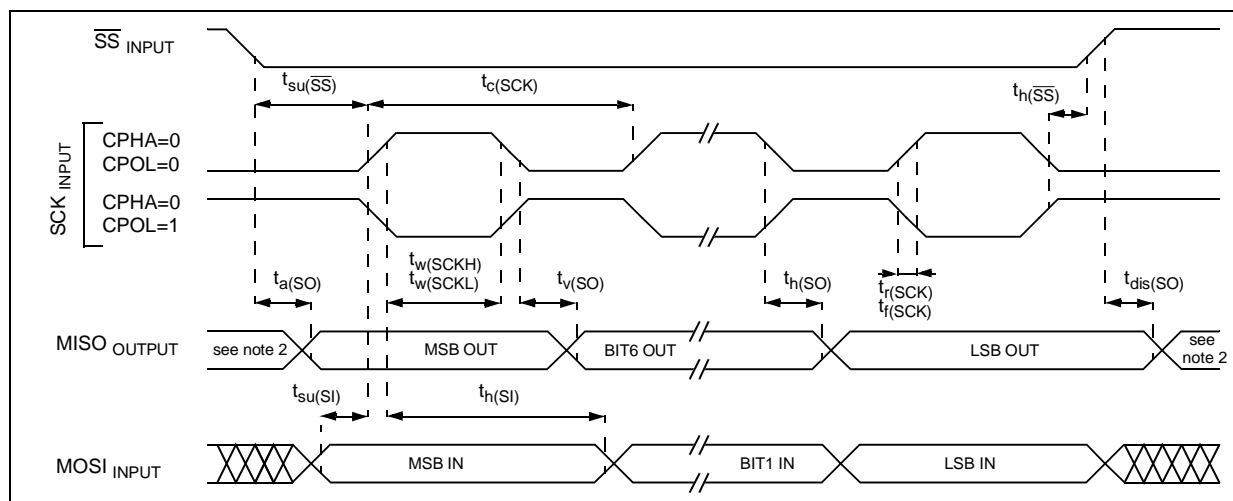 SS INPUT
tsu(SS)
tc(SCK)
th(SS)
SCK INPUT
CPHA=0
CPOL=0
CPHA=0
CPOL=1
ta(SO)
tw(SCKH)
tw(SCKL)
tv(SO)
th(SO)
tr(SCK)
tf(SCK)
tdis(SO)
MISO OUTPUT
see note 2
MSB OUT
BIT6 OUT
LSB OUT
see
note 2
tsu(SI)
th(SI)
MOSI INPUT
MSB IN
BIT1 IN
LSB IN